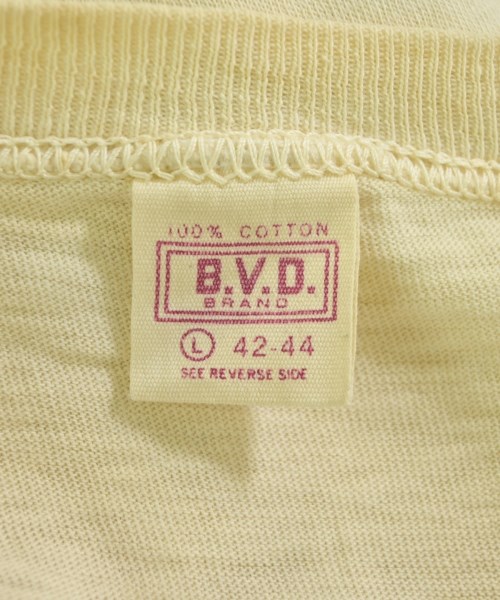 100% COTTON
B.V.D.
BRAND
L 42-44
SEE REVERSE SIDE